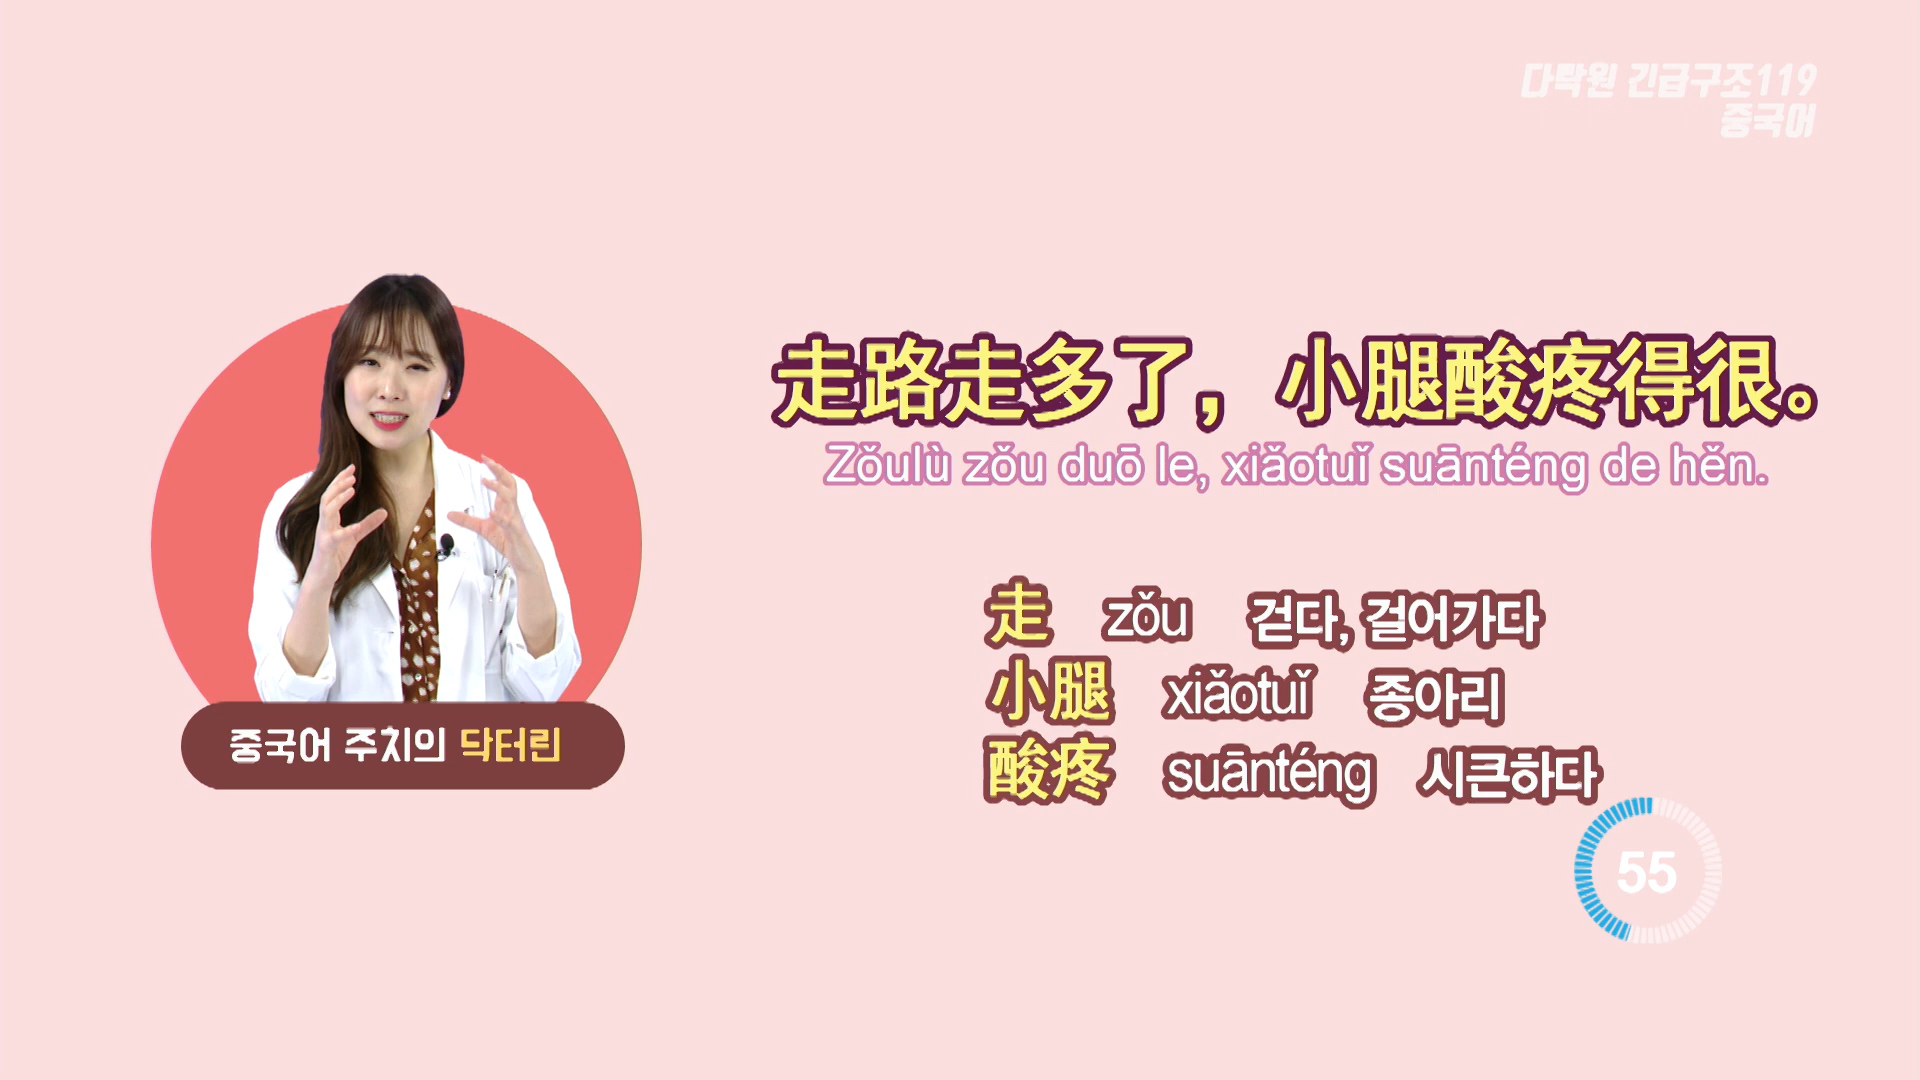 다락원 긴급구조119
중국어
走路走多了，小腿酸疼得很。
Zǒulù zǒu duō le, xiǎotuǐ suānténg de hěn.
走 zǒu 걷다, 걸어가다
小腿 xiǎotuǐ 종아리
酸疼 suānténg 시큰하다
중국어 주치의 닥터린
55